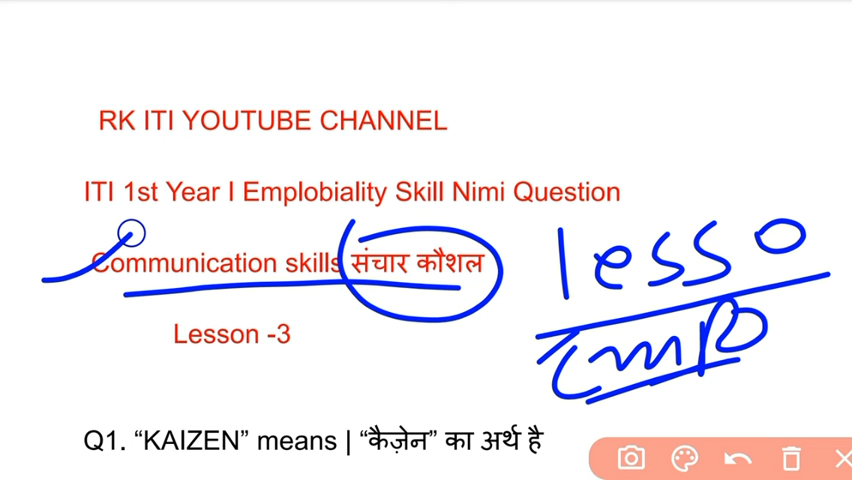 RK ITI YOUTUBE CHANNEL
ITI 1st Year I Emplobiality Skill Nimi Question
Communication skills संचार कौशल
Lesson -3
lesso
Q1. “KAIZEN” means | “कैज़ेन” का अर्थ है